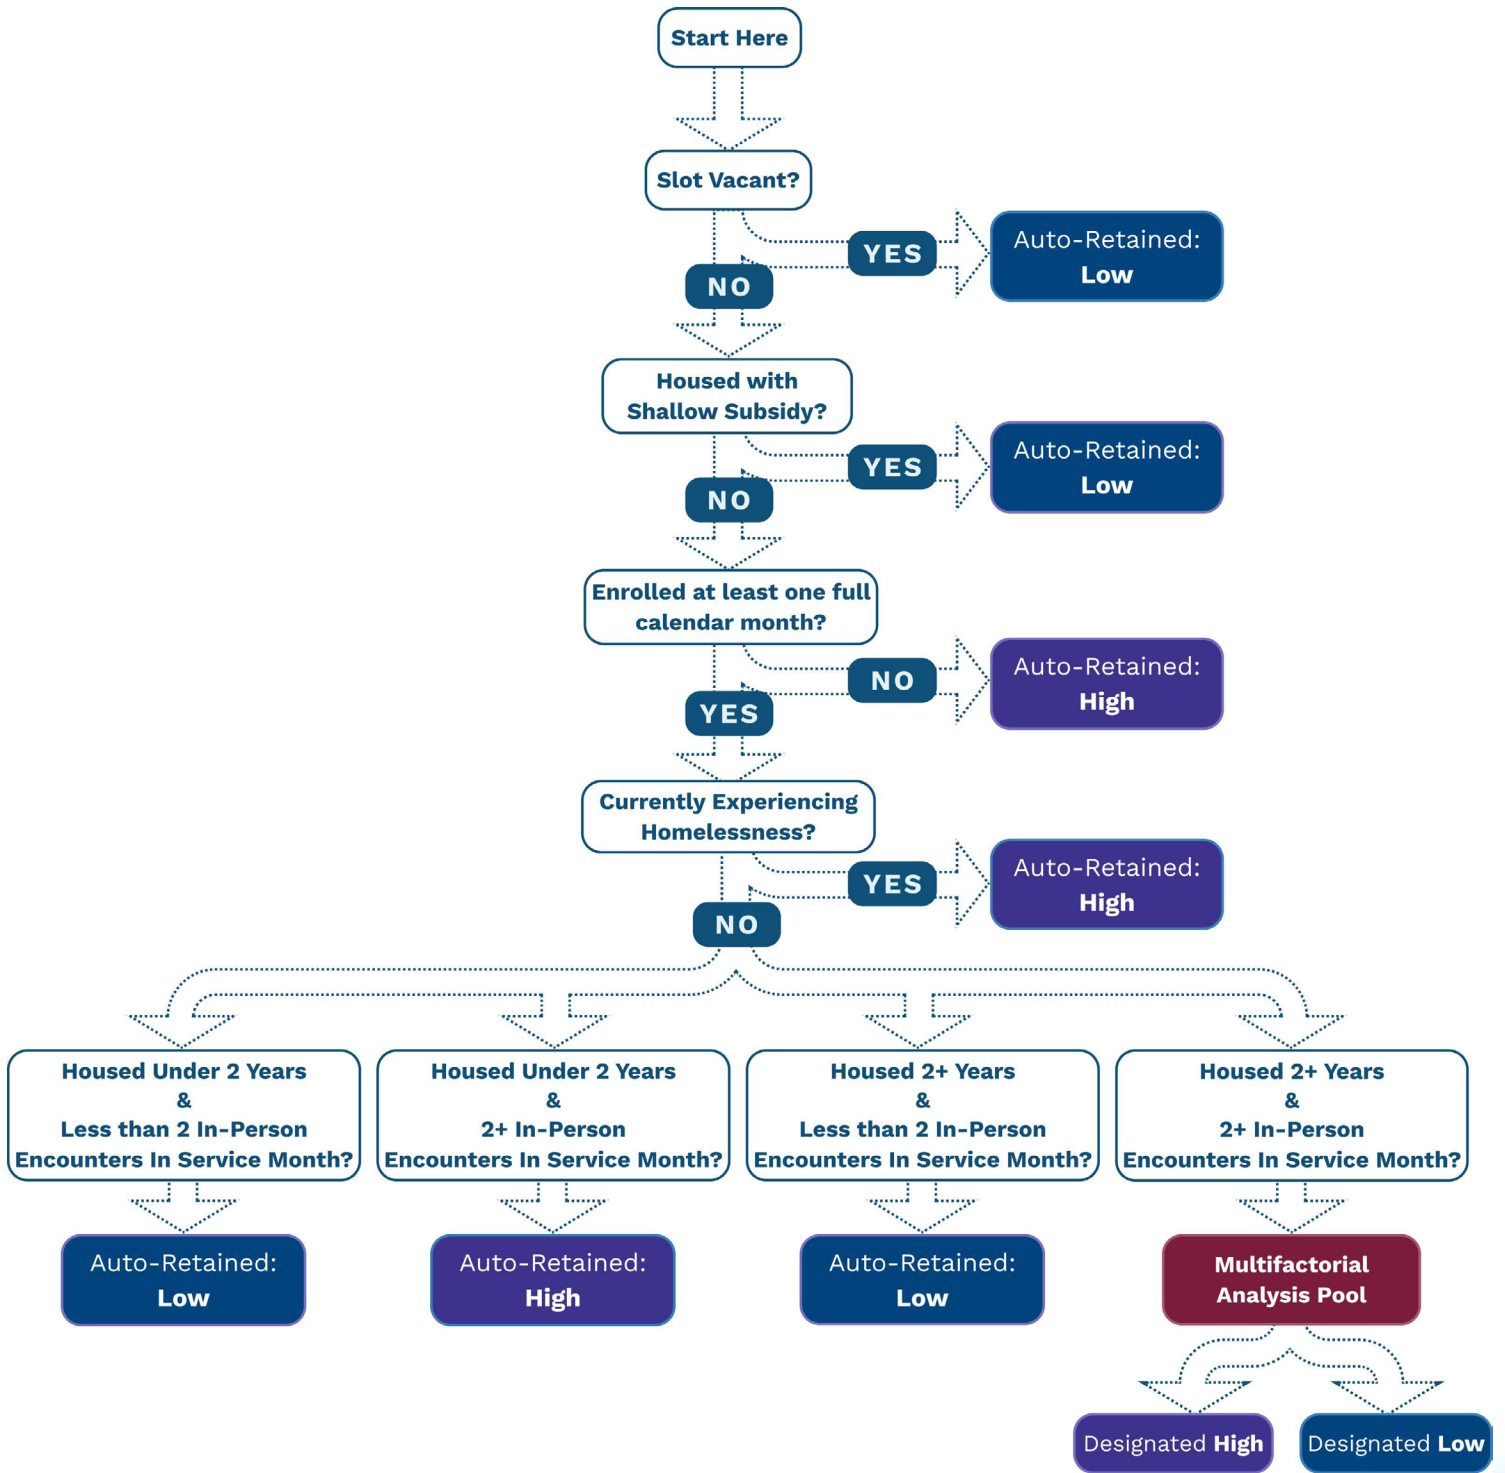 Start Here
Slot Vacant?
YES
Auto-Retained:
Low
NO
Housed with
Shallow Subsidy?
YES
Auto-Retained:
Low
NO
Enrolled at least one full
calendar month?
NO
Auto-Retained:
High
YES
Currently Experiencing
Homelessness?
YES
Auto-Retained:
High
NO
Housed Under 2 Years
&
Less than 2 In-Person
Encounters In Service Month?
Housed Under 2 Years
&
2+ In-Person
Encounters In Service Month?
Housed 2+ Years
&
Less than 2 In-Person
Encounters In Service Month?
Housed 2+ Years
&
2+ In-Person
Encounters In Service Month?
Auto-Retained:
Low
Auto-Retained:
High
Auto-Retained:
Low
Multifactorial
Analysis Pool
Designated High
Designated Low